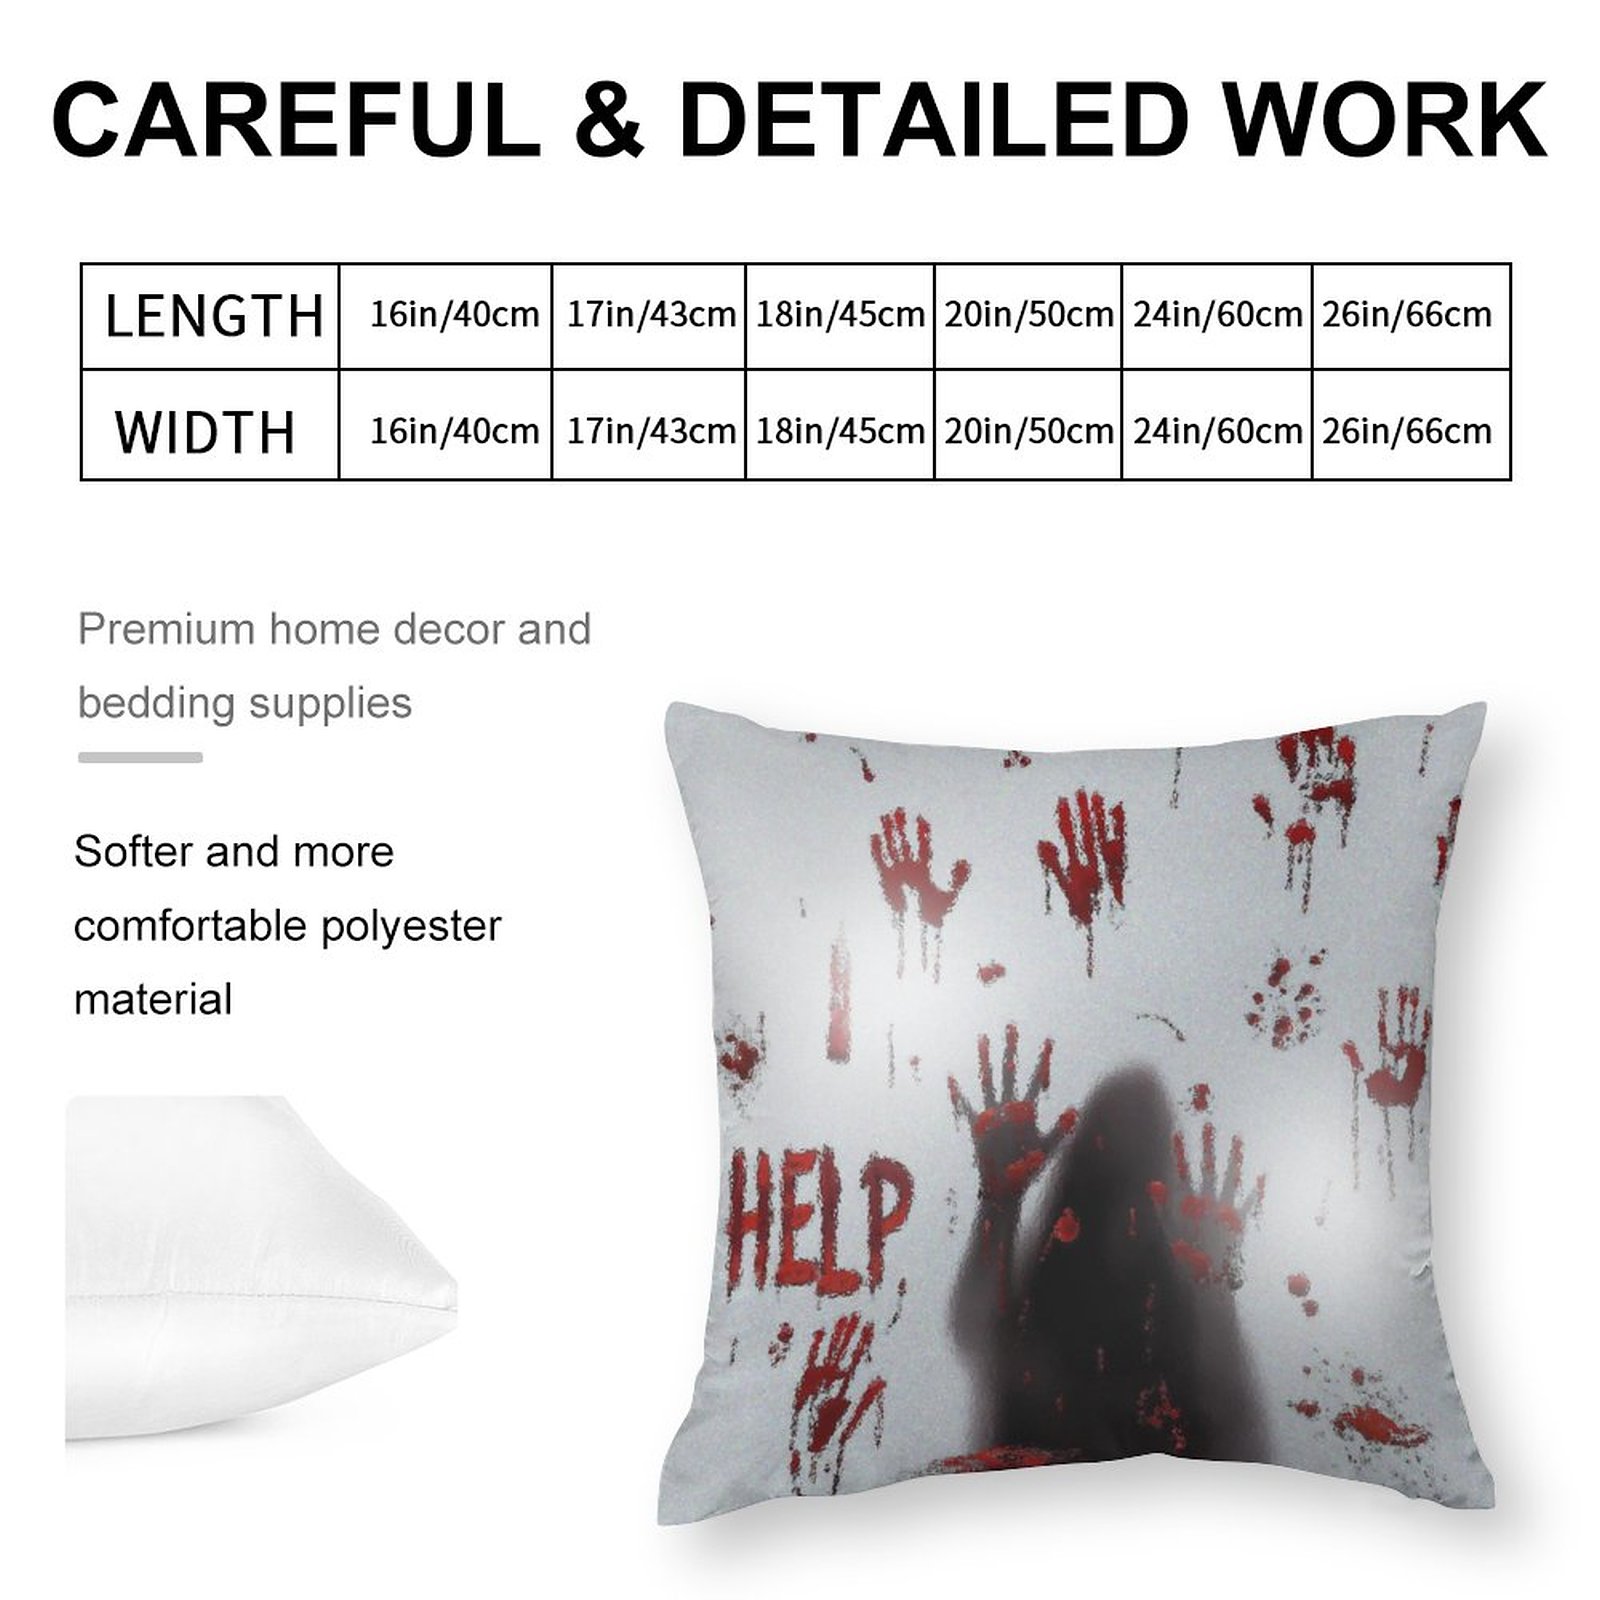 CAREFUL & DETAILED WORK
LENGTH 16in/40cm 17in/43cm 18in/45cm 20in/50cm 24in/60cm 26in/66cm
WIDTH 16in/40cm 17in/43cm 18in/45cm 20in/50cm 24in/60cm 26in/66cm
Premium home decor and
bedding supplies
Softer and more
comfortable polyester
material
HELP